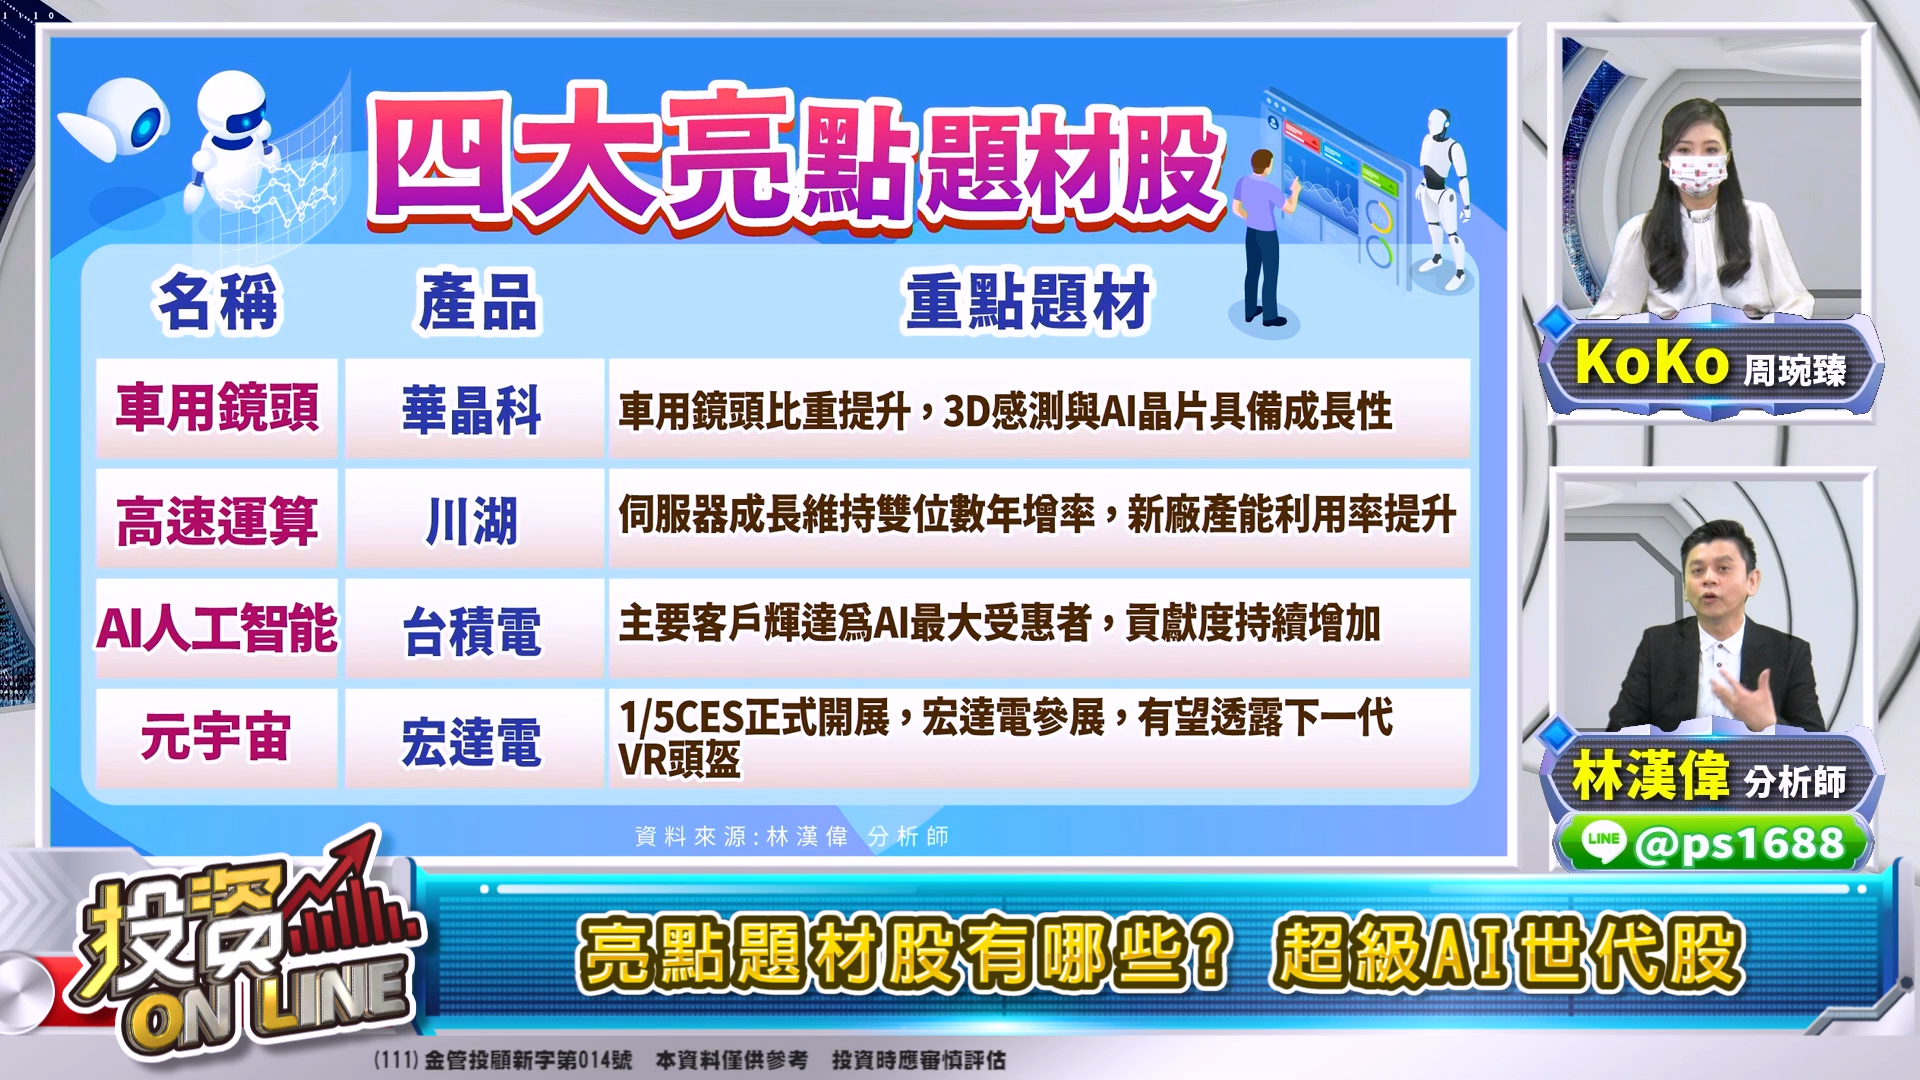 四大亮點題材股
名稱 產品 重點題材
車用鏡頭 華晶科 車用鏡頭比重提升，3D感測與AI晶片具備成長性
高速運算 川湖 伺服器成長維持雙位數年增率，新廠產能利用率提升
AI人工智能 台積電 主要客戶輝達為AI最大受惠者，貢獻度持續增加
元宇宙 宏達電 1/5CES正式開展，宏達電參展，有望透露下一代
VR頭盔
資料來源:林漢偉 分析師
KoKo 周琬臻
林漢偉 分析師
LINE @ps1688
投資
ON LINE
亮點題材股有哪些? 超級AI世代股
(111)金管投顧新字第014號 本資料僅供參考 投資時應審慎評估